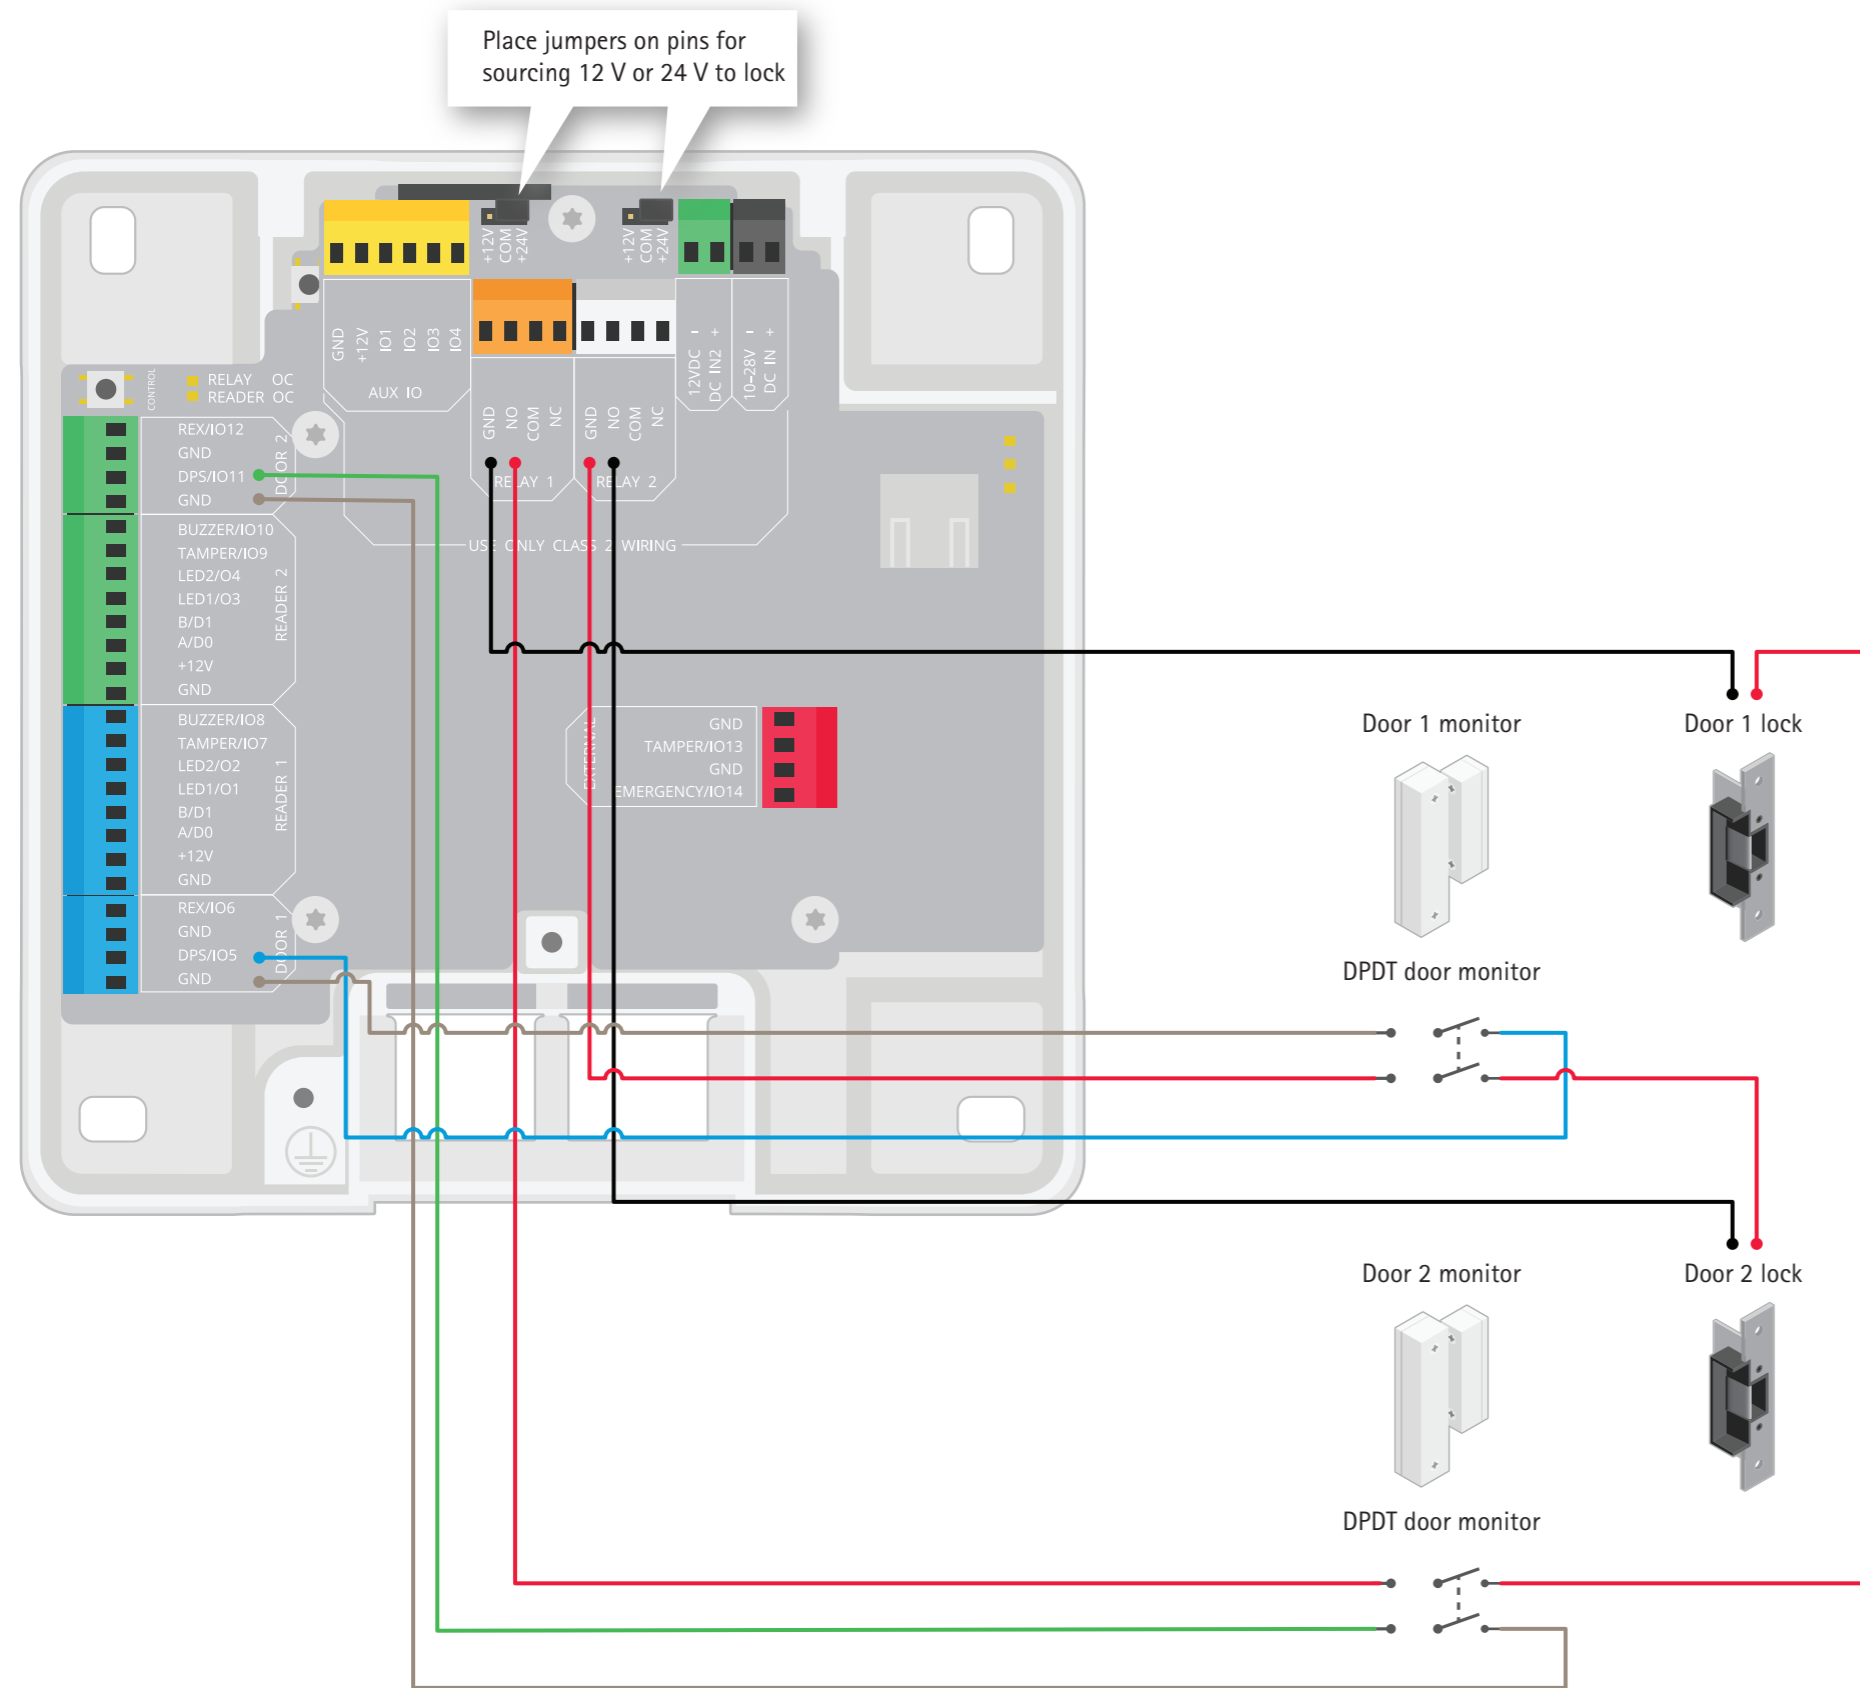 Place jumpers on pins for
sourcing 12 V or 24 V to lock
+12V
COM
+24V
+12V
COM
+24V
GND
+12V
IO1
IO2
IO3
IO4
AUX IO
12VDC −
DC IN2 +
10–28V −
DC IN +
CONTROL
RELAY OC
READER OC
GND
NO
COM
NC
RELAY 1
GND
NO
COM
NC
RELAY 2
USE ONLY CLASS 2 WIRING
REX/IO12
GND
DPS/IO11
GND
DOOR 2
BUZZER/IO10
TAMPER/IO9
LED2/O4
LED1/O3
B/D1
A/D0
+12V
GND
READER 2
BUZZER/IO8
TAMPER/IO7
LED2/O2
LED1/O1
B/D1
A/D0
+12V
GND
READER 1
REX/IO6
GND
DPS/IO5
GND
DOOR 1
EXTERNAL
GND
TAMPER/IO13
GND
EMERGENCY/IO14
Door 1 monitor
Door 1 lock
DPDT door monitor
Door 2 monitor
Door 2 lock
DPDT door monitor